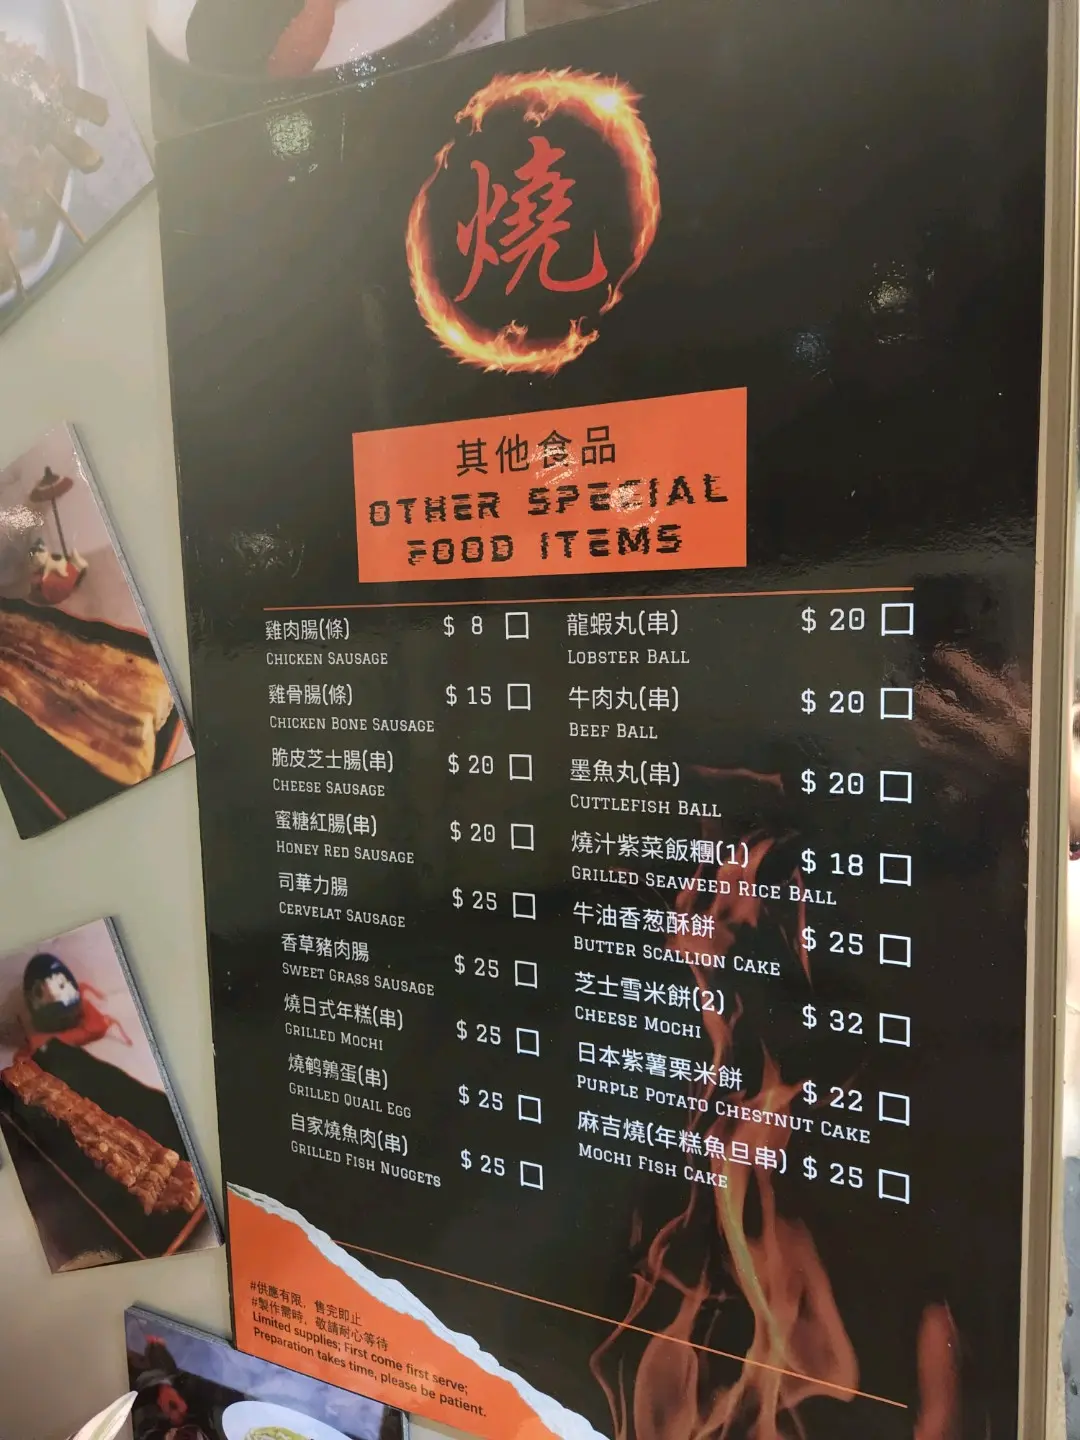 燒
其他食品
OTHER SPECIAL
FOOD ITEMS
雞肉腸(條) $ 8 □
CHICKEN SAUSAGE
雞骨腸(條) $ 15 □
CHICKEN BONE SAUSAGE
脆皮芝士腸(串) $ 20 □
CHEESE SAUSAGE
蜜糖紅腸(串) $ 20 □
HONEY RED SAUSAGE
司華力腸 $ 25 □
CERVELAT SAUSAGE
香草豬肉腸 $ 25 □
SWEET GRASS SAUSAGE
燒日式年糕(串) $ 25 □
GRILLED MOCHI
燒鵪鶉蛋(串) $ 25 □
GRILLED QUAIL EGG
自家燒魚肉(串) $ 25 □
GRILLED FISH NUGGETS
龍蝦丸(串) $ 20 □
LOBSTER BALL
牛肉丸(串) $ 20 □
BEEF BALL
墨魚丸(串) $ 20 □
CUTTLEFISH BALL
燒汁紫菜飯糰(1) $ 18 □
GRILLED SEAWEED RICE BALL
牛油香葱酥餅 $ 25 □
BUTTER SCALLION CAKE
芝士雪米餅(2) $ 32 □
CHEESE MOCHI
日本紫薯栗米餅 $ 22 □
PURPLE POTATO CHESTNUT CAKE
麻吉燒(年糕魚旦串) $ 25 □
MOCHI FISH CAKE
#供應有限，售完即止
#製作需時，敬請耐心等待
Limited supplies; First come first serve;
Preparation takes time, please be patient.